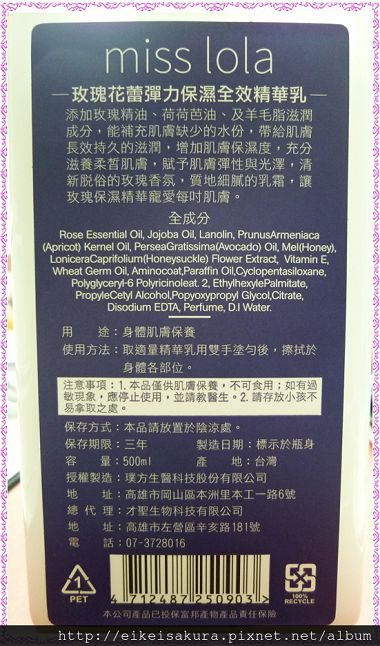 miss lola
—玫瑰花蕾彈力保濕全效精華乳—
添加玫瑰精油、荷荷芭油、及羊毛脂滋潤
成分，能補充肌膚缺少的水份，帶給肌膚
長效持久的滋潤，增加肌膚保濕度，充分
滋養柔皙肌膚，賦予肌膚彈性與光澤，清
新脱俗的玫瑰香氛，質地細膩的乳霜，讓
玫瑰保濕精華寵愛每吋肌膚。
全成分
Rose Essential Oil, Jojoba Oil, Lanolin, PrunusArmeniaca
(Apricot) Kernel Oil, PerseaGratissima(Avocado) Oil, Mel(Honey),
LoniceraCaprifolium(Honeysuckle) Flower Extract, Vitamin E,
Wheat Germ Oil, Aminocoat,Paraffin Oil,Cyclopentasiloxane,
Polyglyceryl-6 Polyricinoleat. 2, EthylhexylePalmitate,
PropyleCetyl Alcohol,Popyoxypropyl Glycol,Citrate,
Disodium EDTA, Perfume, D.I Water.
用途：身體肌膚保養
使用方法：取適量精華乳用雙手塗勻後，擦拭於
身體各部位。
注意事項：1.本品僅供肌膚保養，不可食用；如有過
敏現象，應停止使用，並請教醫生。2.請存放小孩不
易拿取之處。
保存方式：本品請放置於陰涼處。
保存期限：三年 製造日期：標示於瓶身
容量：500ml 產地：台灣
授權製造：璞方生醫科技股份有限公司
地址：高雄市岡山區本洲里本工一路6號
總代理：才聖生物科技有限公司
地址：高雄市左營區辛亥路181號
電話：07-3728016
1
PET
4 712487 250903
100%
RECYCLE
本公司產品已投保富邦產物產品責任保險
http://eikeisakura.pixnet.net/album